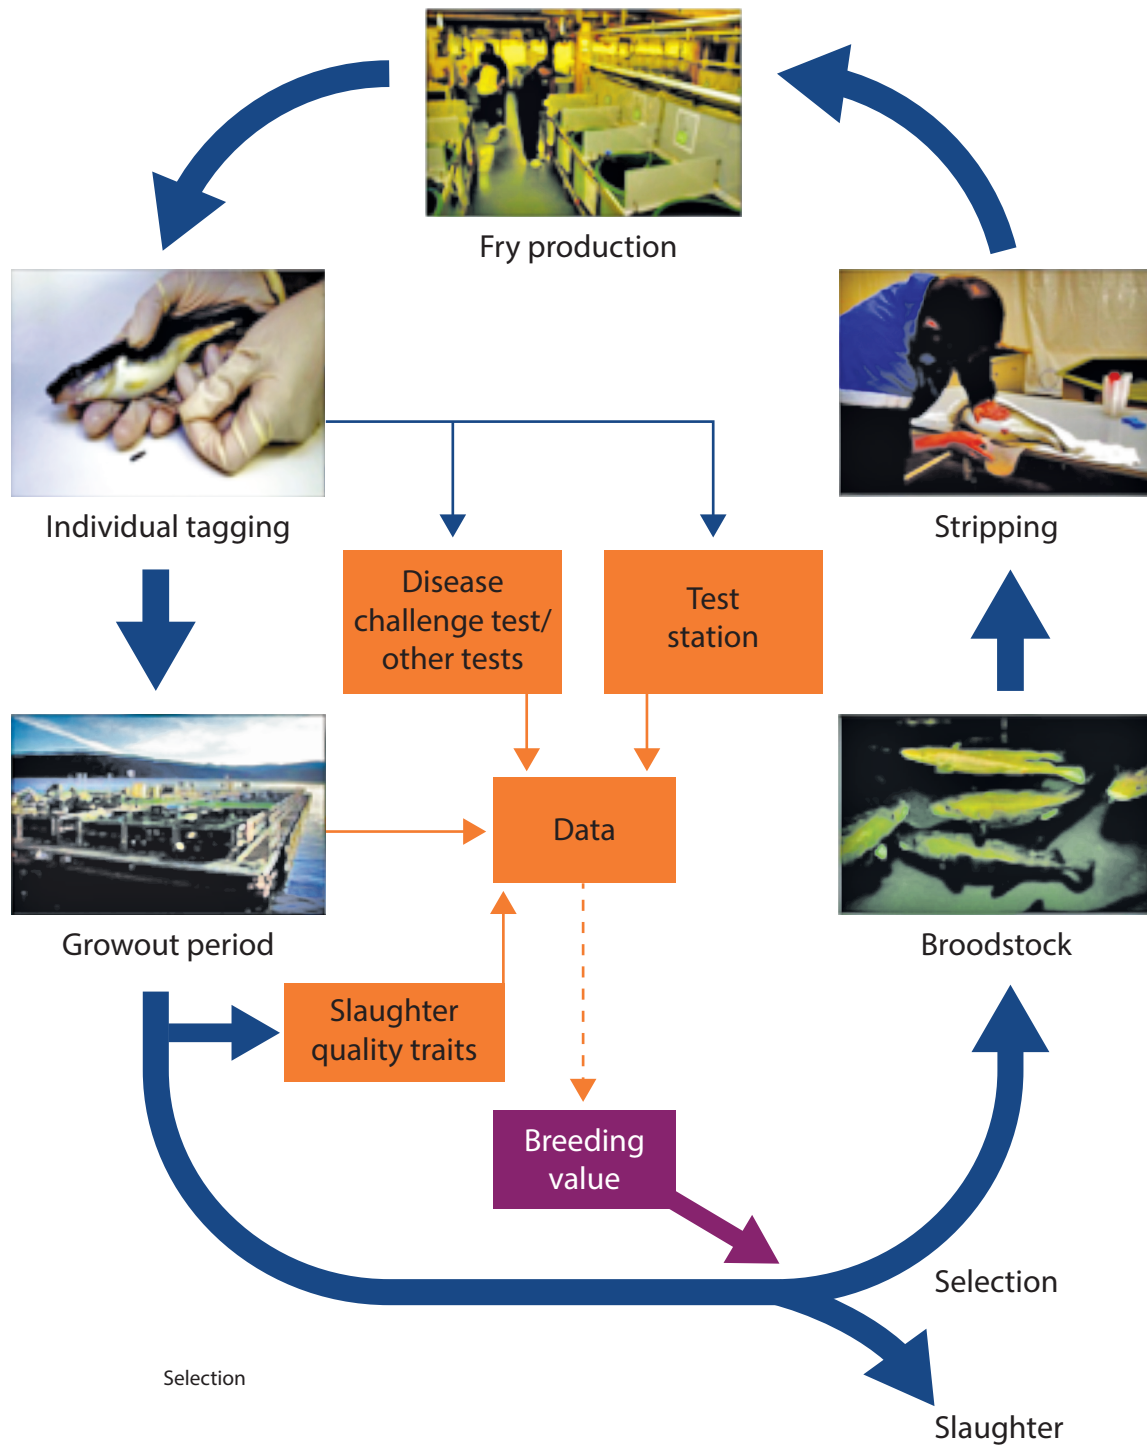 Fry production
Individual tagging
Stripping
Disease
challenge test/
other tests
Test
station
Data
Growout period
Broodstock
Slaughter
quality traits
Breeding
value
Selection
Selection
Slaughter